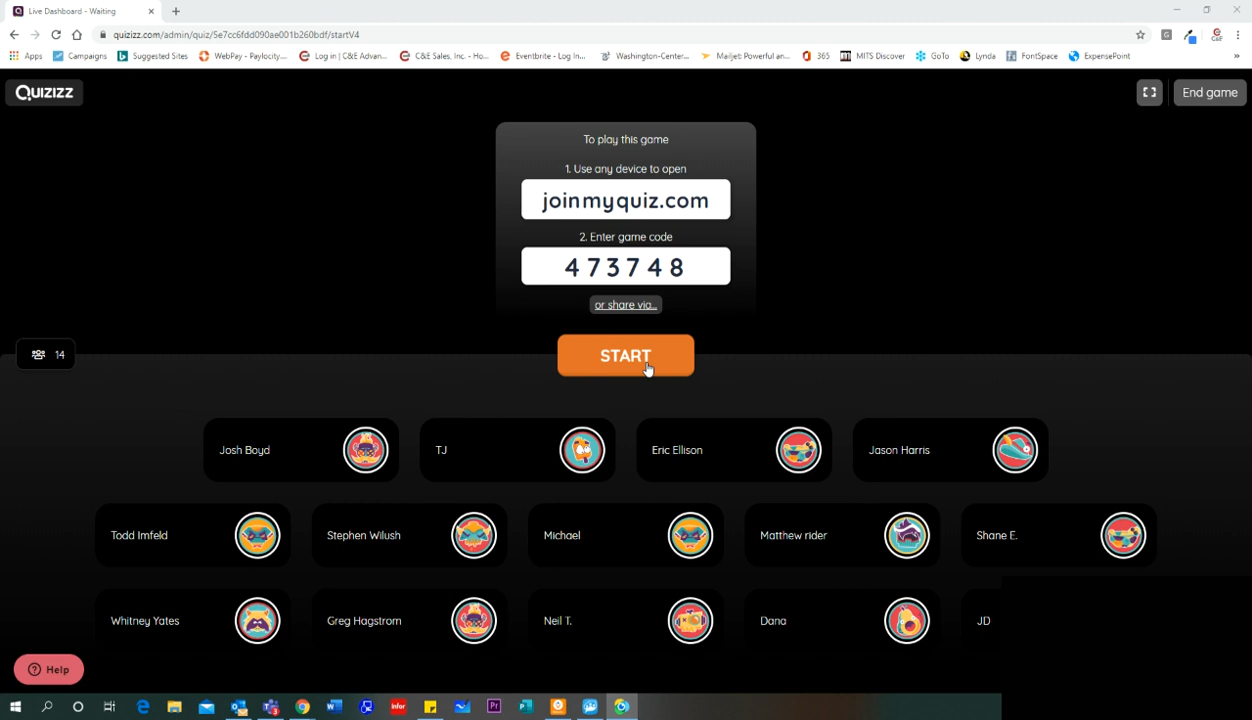 Live Dashboard - Waiting
quizizz.com/admin/quiz/5e7cc6fdd090ae001b260bdf/startV4
Apps Campaigns Suggested Sites WebPay - Paylocity... Log in | C&E Advan... C&E Sales, Inc. - Ho... Eventbrite - Log In... Washington-Center... Mailjet: Powerful an... 365 MITS Discover GoTo Lynda FontSpace ExpensePoint
Quizizz
End game
To play this game
1. Use any device to open
joinmyquiz.com
2. Enter game code
473748
or share via...
14
START
Josh Boyd TJ Eric Ellison Jason Harris
Todd Imfeld Stephen Wilush Michael Matthew rider Shane E.
Whitney Yates Greg Hagstrom Neil T. Dana JD
Help